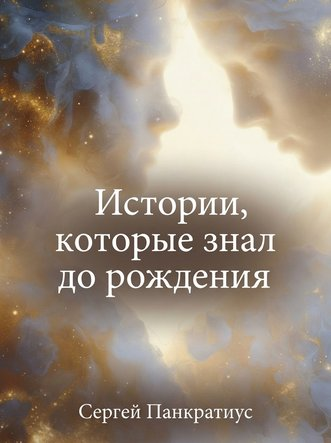 Истории,
которые знал
до рождения
Сергей Панкратиус